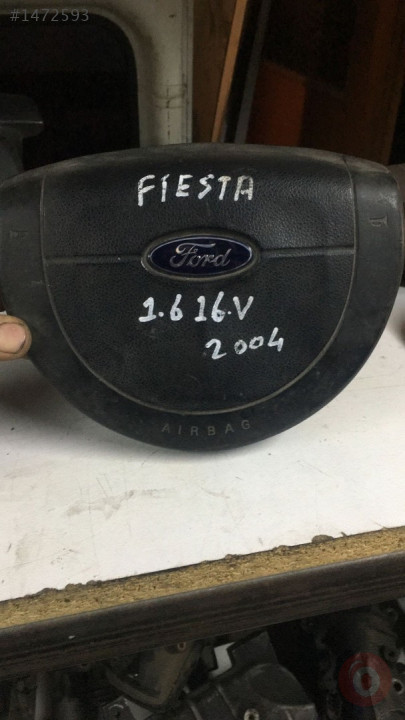 #1472593
FIESTA
Ford
1.6 16.V
2004
AIRBAG